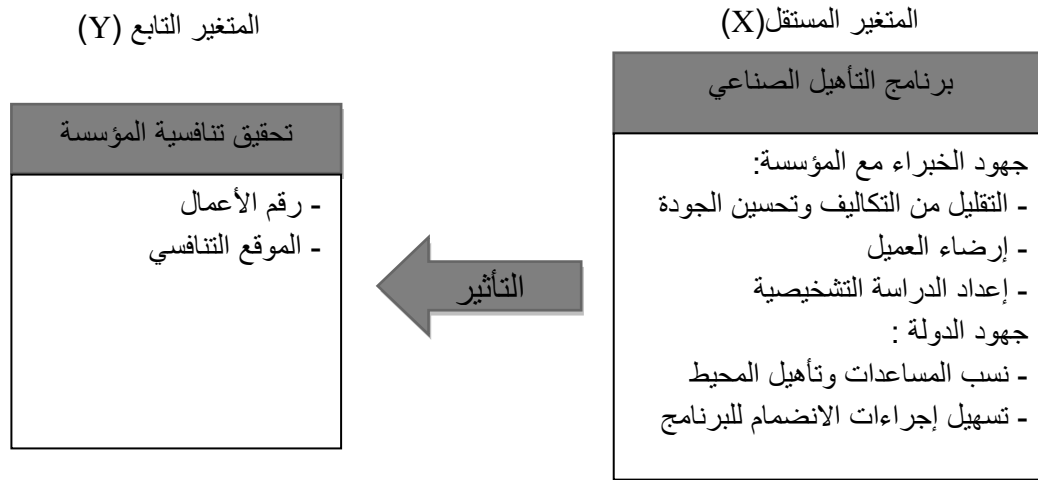 المتغير المستقل(X)
برنامج التأهيل الصناعي
جهود الخبراء مع المؤسسة:
- التقليل من التكاليف وتحسين الجودة
- إرضاء العميل
- إعداد الدراسة التشخيصية
جهود الدولة :
- نسب المساعدات وتأهيل المحيط
- تسهيل إجراءات الانضمام للبرنامج
التأثير
المتغير التابع (Y)
تحقيق تنافسية المؤسسة
- رقم الأعمال
- الموقع التنافسي